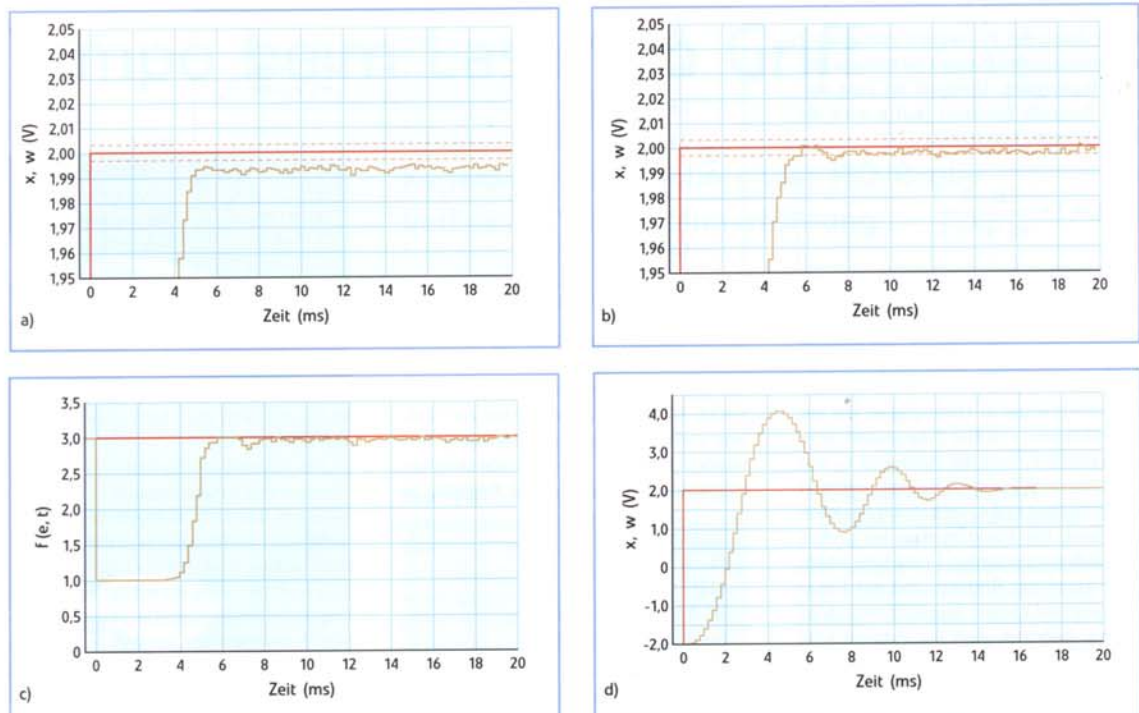 2,05
2,04
2,03
2,02
2,01
2,00
1,99
1,98
1,97
1,96
1,95
x, w (V)
0 2 4 6 8 10 12 14 16 18 20
Zeit (ms)
a)
2,05
2,04
2,03
2,02
2,01
2,00
1,99
1,98
1,97
1,96
1,95
x, w (V)
0 2 4 6 8 10 12 14 16 18 20
Zeit (ms)
b)
3,5
3,0
2,5
2,0
1,5
1,0
0,5
0
f (e, t)
0 2 4 6 8 10 12 14 16 18 20
Zeit (ms)
c)
4,0
3,0
2,0
1,0
0
-1,0
-2,0
x, w (V)
0 2 4 6 8 10 12 14 16 18 20
Zeit (ms)
d)